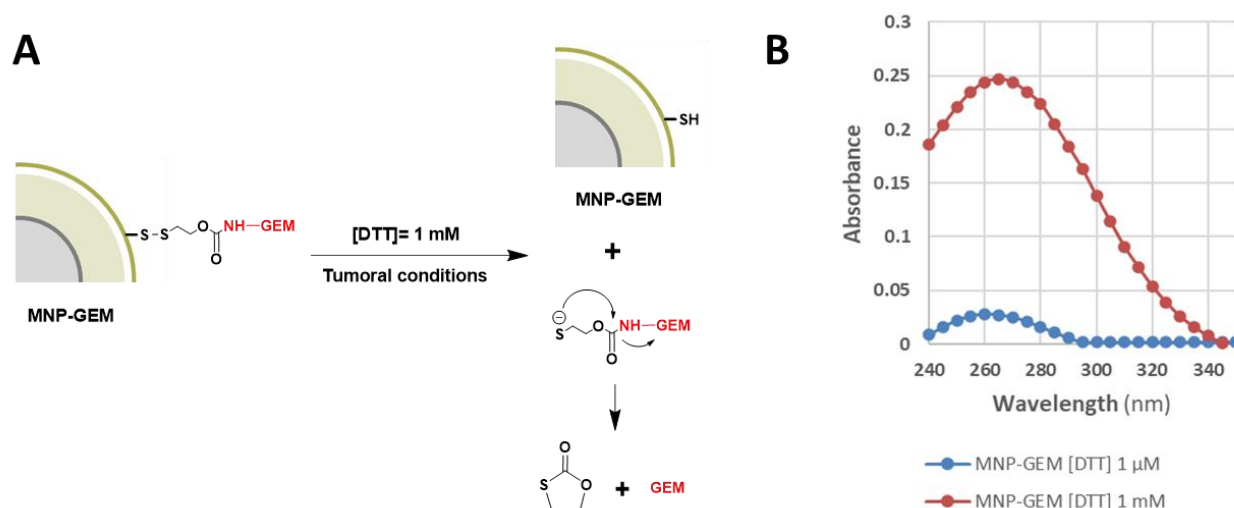 A
S-S
O
NH-GEM
O
MNP-GEM
[DTT]= 1 mM
Tumoral conditions
SH
MNP-GEM
+
S
O
NH-GEM
O
O
S
O
+
GEM
B
0.3
0.25
0.2
0.15
0.1
0.05
0
Absorbance
240
260
280
300
320
340
Wavelength (nm)
MNP-GEM [DTT] 1 µM
MNP-GEM [DTT] 1 mM